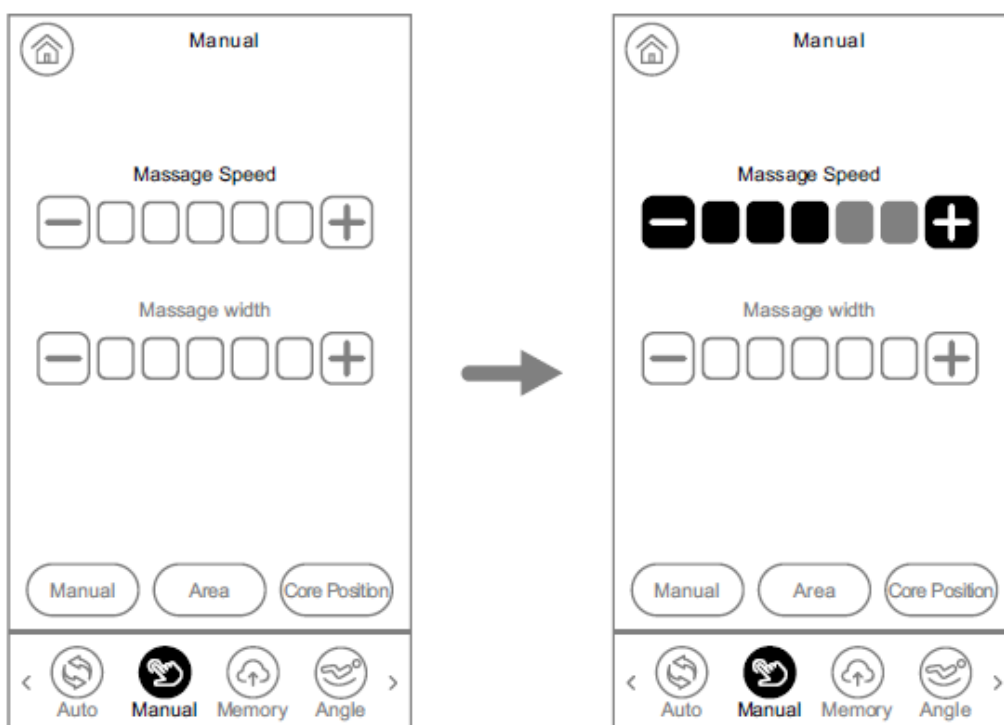 Manual
Massage Speed
Massage width
Manual Area Core Position
Auto Manual Memory Angle
Manual
Massage Speed
Massage width
Manual Area Core Position
Auto Manual Memory Angle